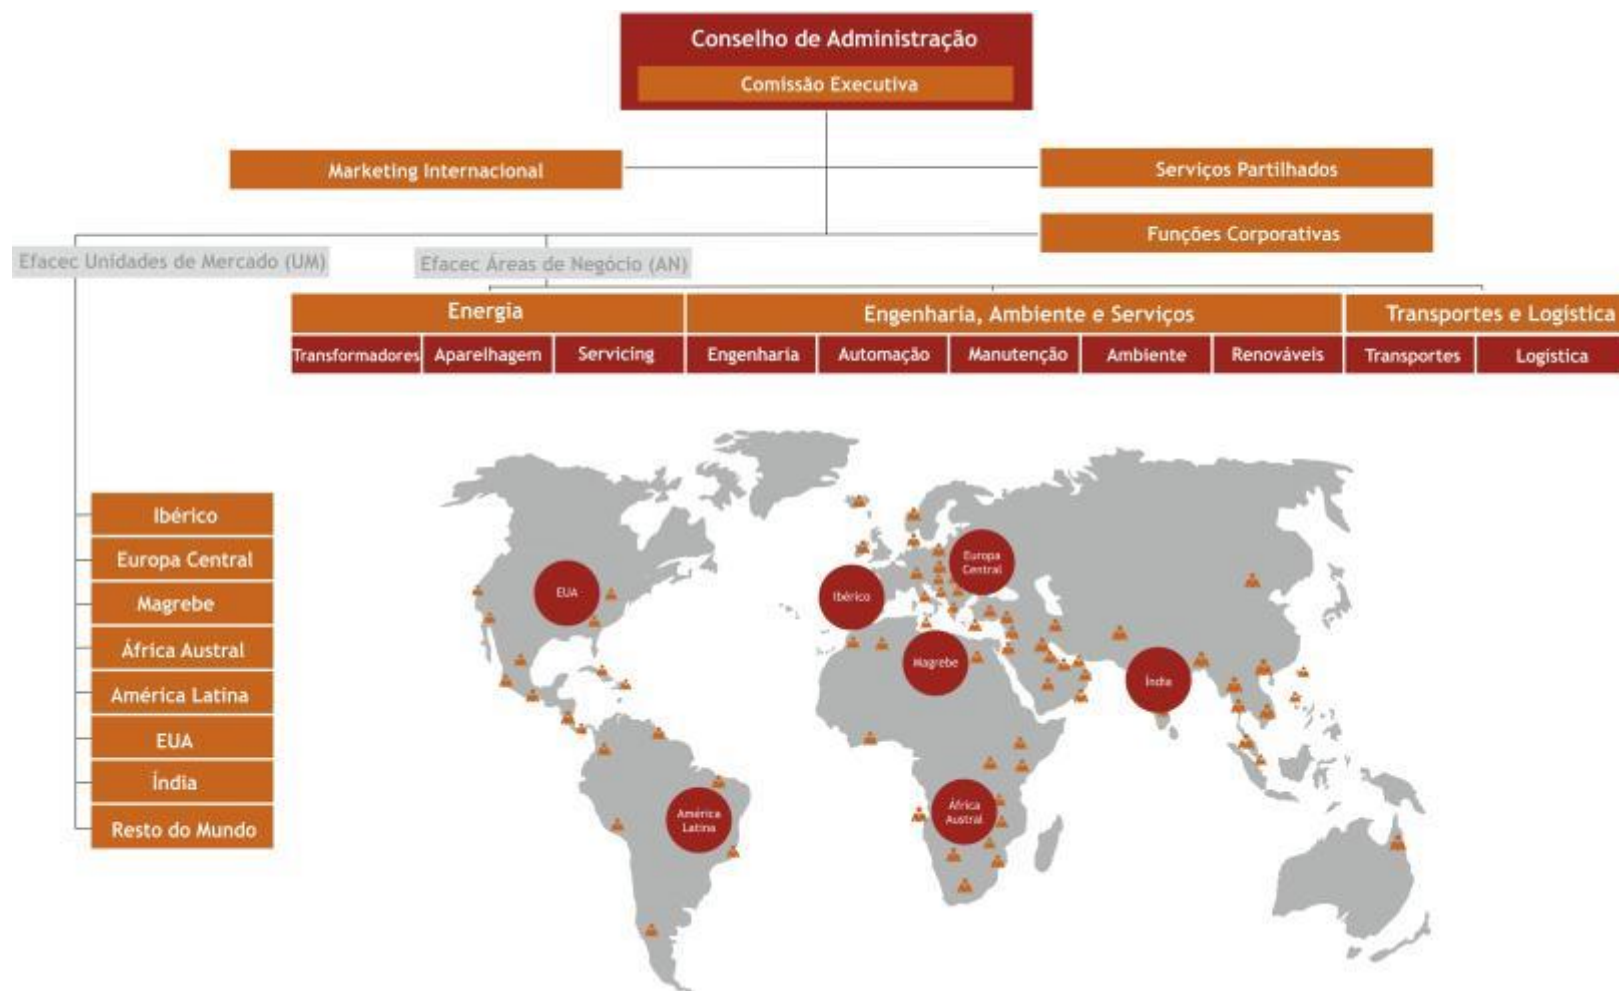 Conselho de Administração
Comissão Executiva
Marketing Internacional
Serviços Partilhados
Funções Corporativas
Efacec Unidades de Mercado (UM)
Efacec Áreas de Negócio (AN)
Energia
Engenharia, Ambiente e Serviços
Transportes e Logística
Transformadores
Aparelhagem
Servicing
Engenharia
Automação
Manutenção
Ambiente
Renováveis
Transportes
Logística
Ibérico
Europa Central
Magrebe
África Austral
América Latina
EUA
Índia
Resto do Mundo
EUA
Ibérico
Europa
Central
Magrebe
Índia
América
Latina
África
Austral